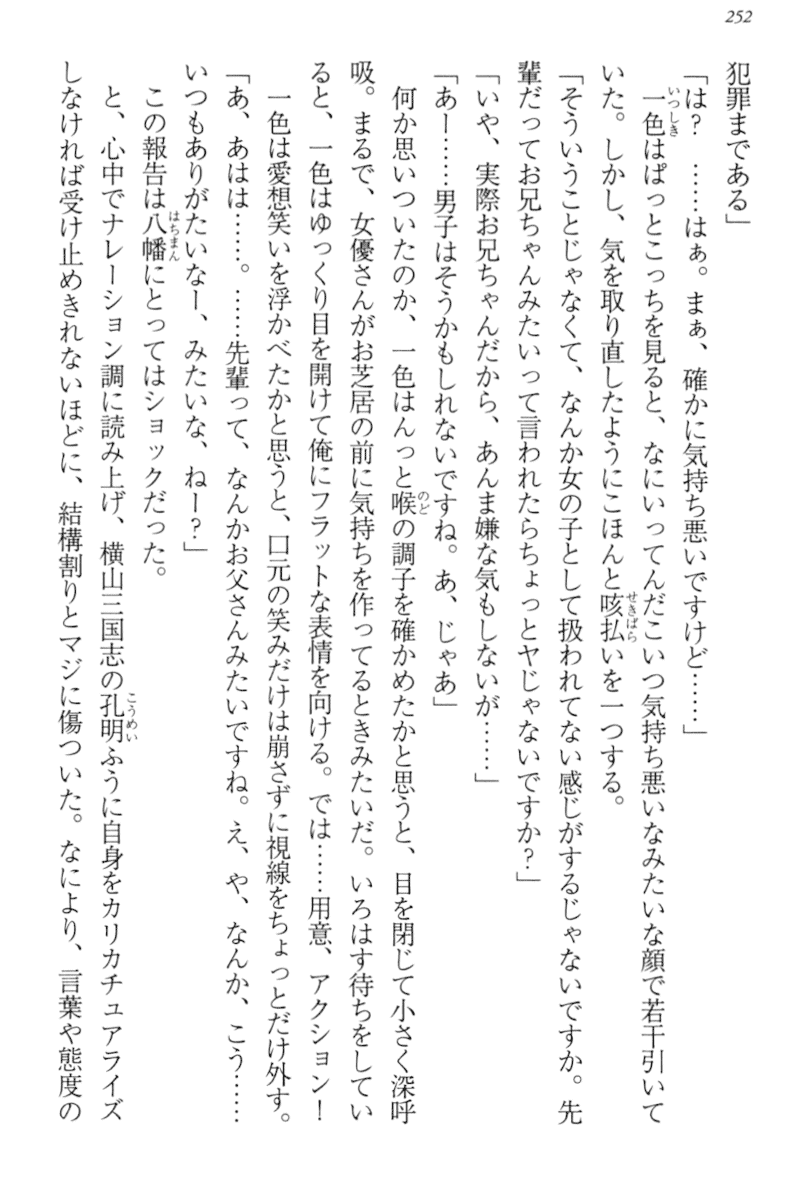 252
犯罪まである」
「は？　……はぁ。まぁ、確かに気持ち悪いですけど……」
　一色はぱっとこっちを見ると、なにいってんだこいつ気持ち悪いなみたいな顔で若干引いて
いた。しかし、気を取り直したようにこほんと咳払いを一つする。
「そういうことじゃなくて、なんか女の子として扱われてない感じがするじゃないですか。先
輩だってお兄ちゃんみたいって言われたらちょっとヤじゃないですか？」
「いや、実際お兄ちゃんだから、あんま嫌な気もしないが……」
「あー……男子はそうかもしれないですね。あ、じゃあ」
　何か思いついたのか、一色はんっと喉の調子を確かめたかと思うと、目を閉じて小さく深呼
吸。まるで、女優さんがお芝居の前に気持ちを作ってるときみたいだ。いろはす待ちをしてい
ると、一色はゆっくり目を開けて俺にフラットな表情を向ける。では……用意、アクション！
　一色は愛想笑いを浮かべたかと思うと、口元の笑みだけは崩さずに視線をちょっとだけ外す。
「あ、あはは……。……先輩って、なんかお父さんみたいですね。え、や、なんか、こう……
いつもありがたいなー、みたいな、ねー？」
　この報告は八幡にとってはショックだった。
　と、心中でナレーション調に読み上げ、横山三国志の孔明ふうに自身をカリカチュアライズ
しなければ受け止めきれないほどに、結構割りとマジに傷ついた。なにより、言葉や態度の
いつしき
せきばら
のど
はちまん
こうめい